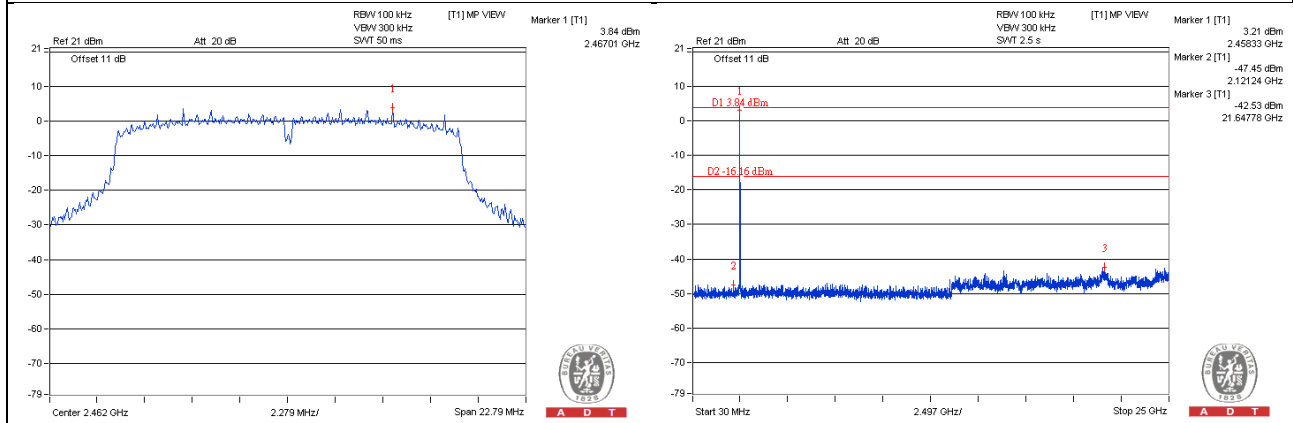 RBW 100 kHz
VBW 300 kHz
SWT 50 ms
[T1] MP VIEW
Marker 1 [T1]
3.84 dBm
2.46701 GHz
Ref 21 dBm
Att 20 dB
21
Offset 11 dB
10
0
-10
-20
-30
-40
-50
-60
-70
-79
1
Center 2.462 GHz
2.279 MHz/
Span 22.79 MHz
BUREAU VERITAS
1828
A D T
RBW 100 kHz
VBW 300 kHz
SWT 2.5 s
[T1] MP VIEW
Marker 1 [T1]
3.21 dBm
2.45833 GHz
Marker 2 [T1]
-47.45 dBm
2.12124 GHz
Marker 3 [T1]
-42.53 dBm
21.64778 GHz
Ref 21 dBm
Att 20 dB
21
Offset 11 dB
10
0
-10
-20
-30
-40
-50
-60
-70
-79
1
D1 3.84 dBm
D2 -16.16 dBm
2
3
Start 30 MHz
2.497 GHz/
Stop 25 GHz
BUREAU VERITAS
1828
A D T